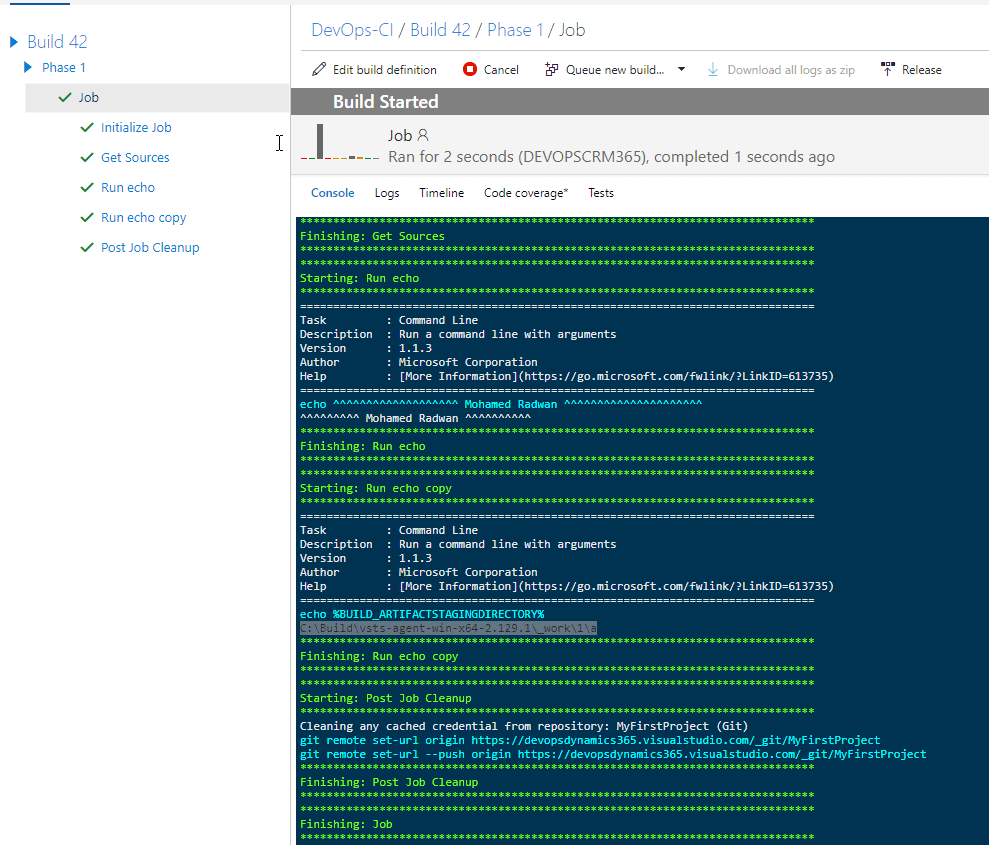 Build 42
Phase 1
Job
Initialize Job
Get Sources
Run echo
Run echo copy
Post Job Cleanup
DevOps-CI / Build 42 / Phase 1 / Job
Edit build definition Cancel Queue new build... Download all logs as zip Release
Build Started
Job
Ran for 2 seconds (DEVOPSCRM365), completed 1 seconds ago
Console Logs Timeline Code coverage* Tests
******************************************************************************
Finishing: Get Sources
******************************************************************************
******************************************************************************
Starting: Run echo
******************************************************************************
==============================================================================
Task         : Command Line
Description  : Run a command line with arguments
Version      : 1.1.3
Author       : Microsoft Corporation
Help         : [More Information](https://go.microsoft.com/fwlink/?LinkID=613735)
==============================================================================
echo ^^^^^^^^^^^^^^^^^^^ Mohamed Radwan ^^^^^^^^^^^^^^^^^^^^^
^^^^^^^^^ Mohamed Radwan ^^^^^^^^^^
******************************************************************************
Finishing: Run echo
******************************************************************************
******************************************************************************
Starting: Run echo copy
******************************************************************************
==============================================================================
Task         : Command Line
Description  : Run a command line with arguments
Version      : 1.1.3
Author       : Microsoft Corporation
Help         : [More Information](https://go.microsoft.com/fwlink/?LinkID=613735)
==============================================================================
echo %BUILD_ARTIFACTSTAGINGDIRECTORY%
C:\Build\vsts-agent-win-x64-2.129.1\_work\1\a
******************************************************************************
Finishing: Run echo copy
******************************************************************************
******************************************************************************
Starting: Post Job Cleanup
******************************************************************************
Cleaning any cached credential from repository: MyFirstProject (Git)
git remote set-url origin https://devopsdynamics365.visualstudio.com/_git/MyFirstProject
git remote set-url --push origin https://devopsdynamics365.visualstudio.com/_git/MyFirstProject
******************************************************************************
Finishing: Post Job Cleanup
******************************************************************************
******************************************************************************
Finishing: Job
******************************************************************************